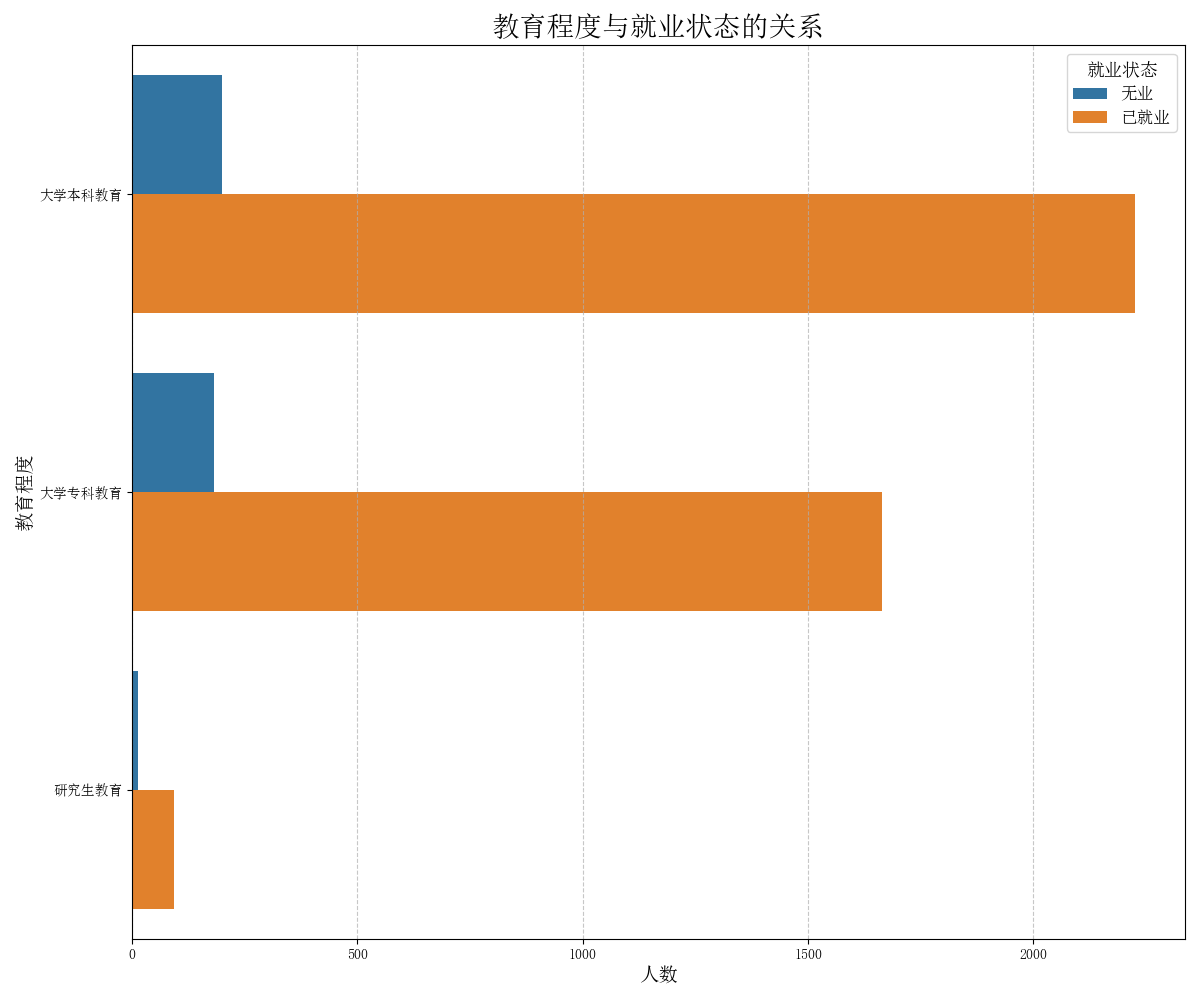 教育程度与就业状态的关系
就业状态
无业
已就业
大学本科教育
大学专科教育
研究生教育
教育程度
0 500 1000 1500 2000
人数